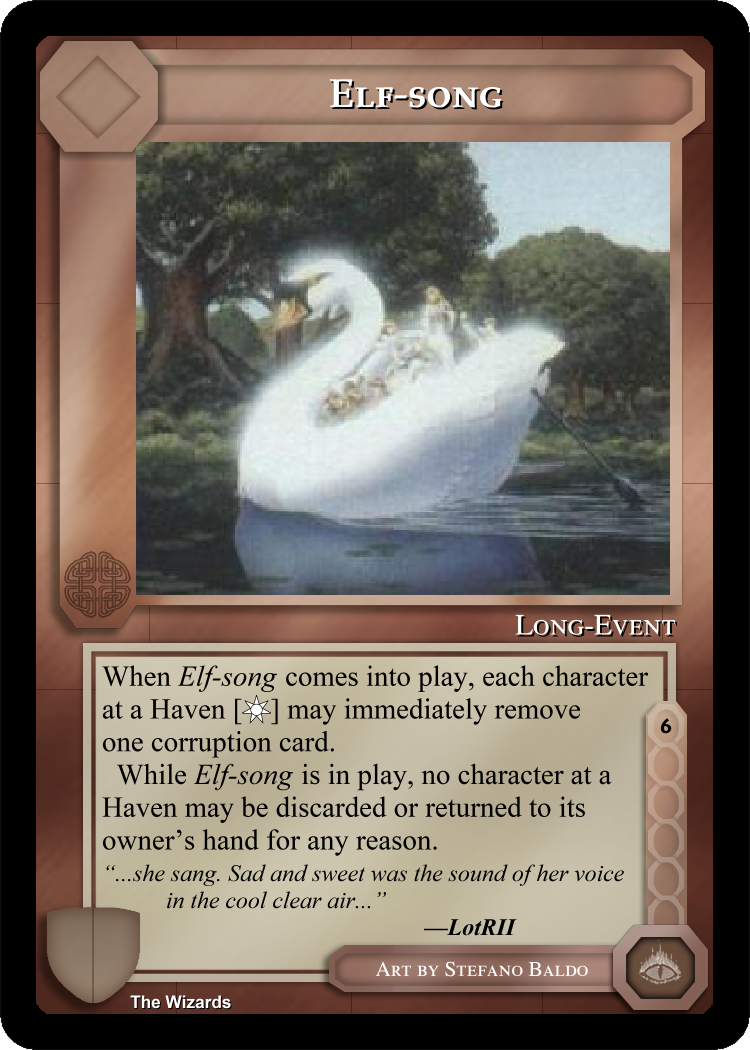 Elf-song
Long-Event
When Elf-song comes into play, each character
at a Haven [☼] may immediately remove
one corruption card.
While Elf-song is in play, no character at a
Haven may be discarded or returned to its
owner’s hand for any reason.
“...she sang. Sad and sweet was the sound of her voice
in the cool clear air...”
—LotRII
6
Art by Stefano Baldo
The Wizards